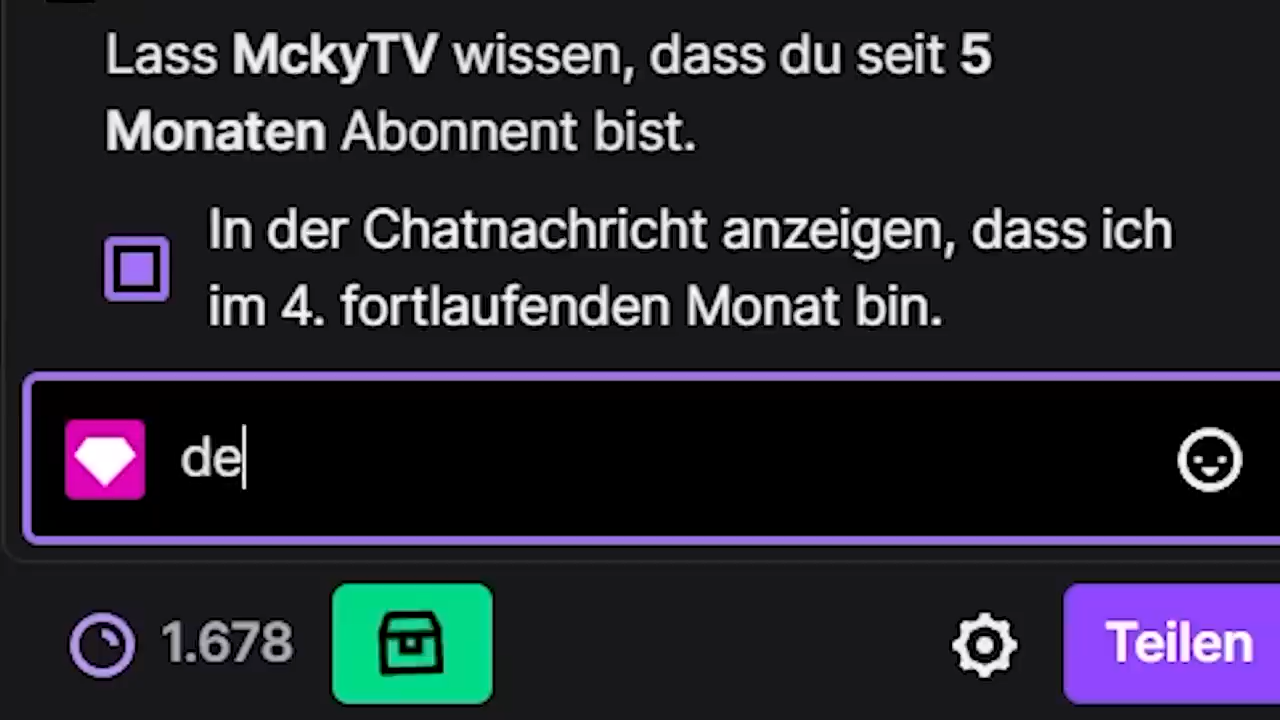 Lass MckyTV wissen, dass du seit 5
Monaten Abonnent bist.
In der Chatnachricht anzeigen, dass ich
im 4. fortlaufenden Monat bin.
de
1.678
Teilen